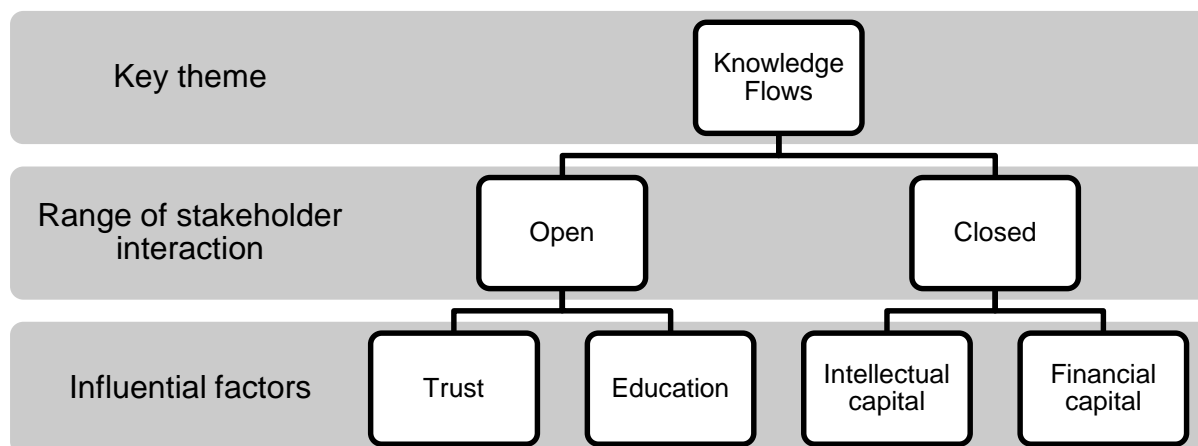 Key theme
Knowledge
Flows
Range of stakeholder
interaction
Open
Closed
Influential factors
Trust
Education
Intellectual
capital
Financial
capital